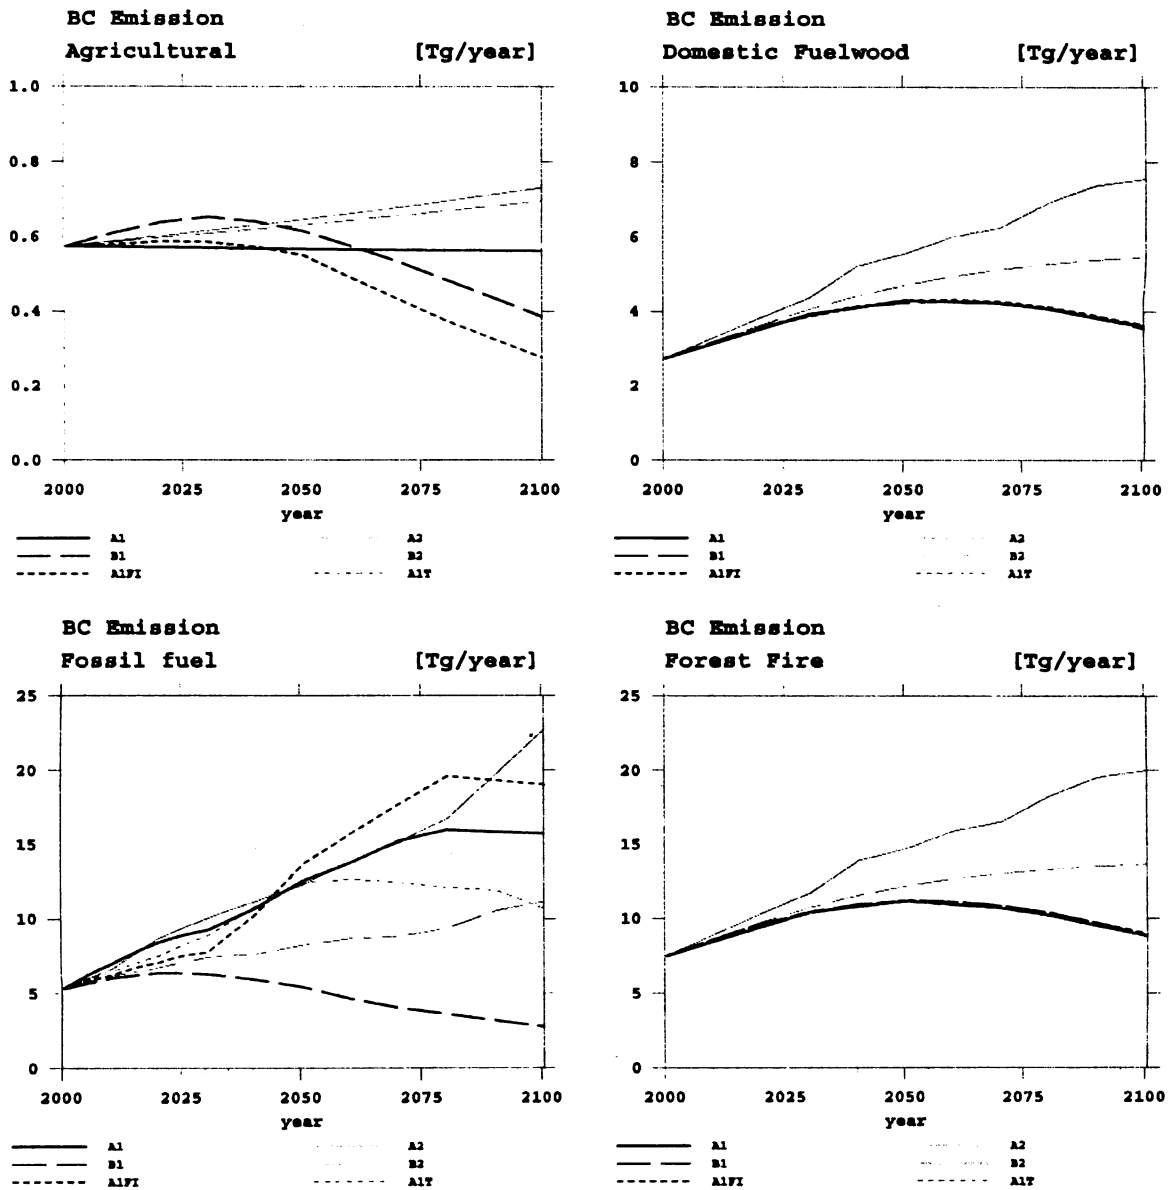 BC Emission
Agricultural [Tg/year]
1.0
0.8
0.6
0.4
0.2
0.0
2000 2025 2050 2075 2100
year
A1 A2
B1 B2
A1FI A1T
BC Emission
Domestic Fuelwood [Tg/year]
10
8
6
4
2
0
2000 2025 2050 2075 2100
year
A1 A2
B1 B2
A1FI A1T
BC Emission
Fossil fuel [Tg/year]
25
20
15
10
5
0
2000 2025 2050 2075 2100
year
A1 A2
B1 B2
A1FI A1T
BC Emission
Forest Fire [Tg/year]
25
20
15
10
5
0
2000 2025 2050 2075 2100
year
A1 A2
B1 B2
A1FI A1T